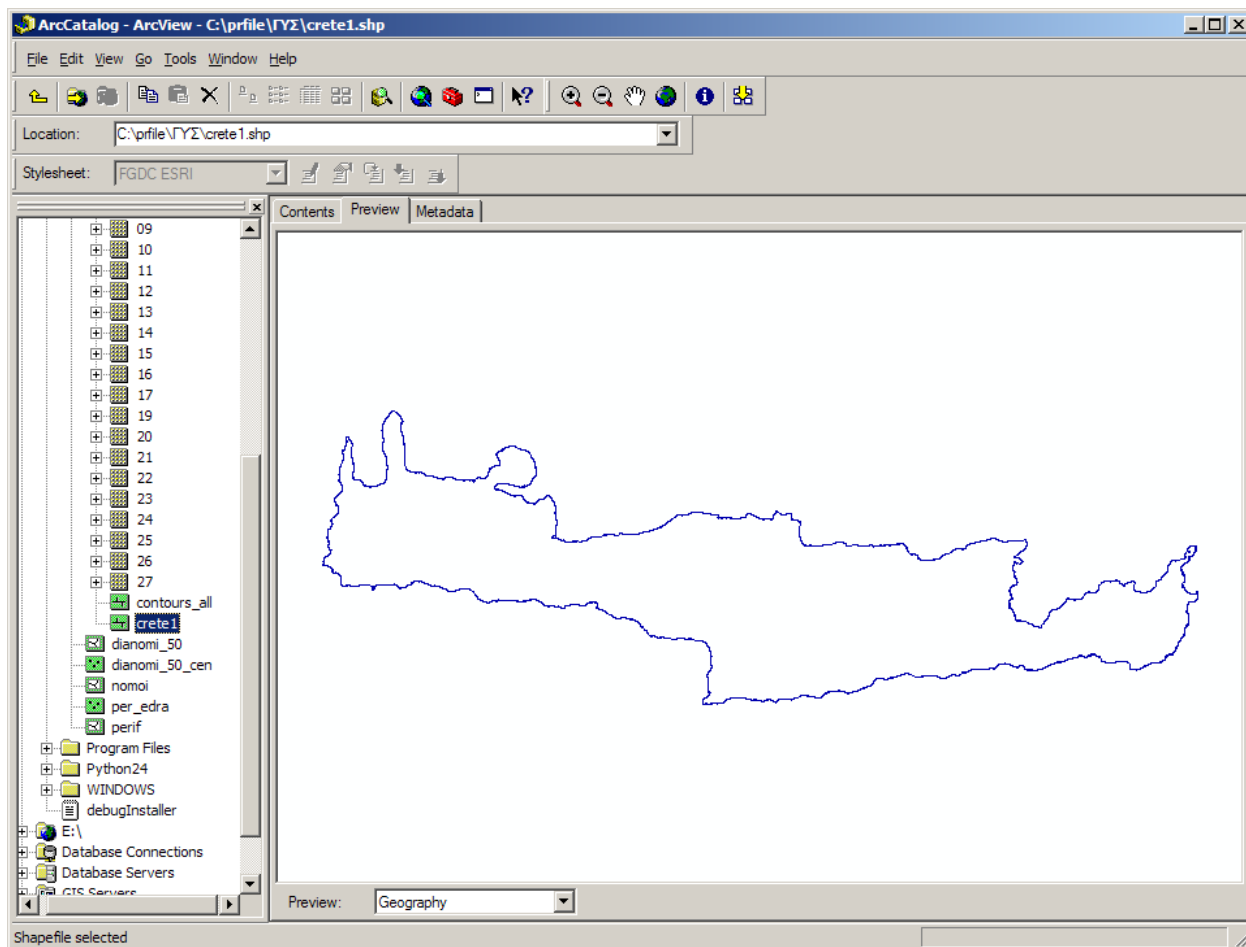 ArcCatalog - ArcView - C:\prfile\ΓΥΣ\crete1.shp
File Edit View Go Tools Window Help
Location: C:\prfile\ΓΥΣ\crete1.shp
Stylesheet: FGDC ESRI
Contents Preview Metadata
09
10
11
12
13
14
15
16
17
19
20
21
22
23
24
25
26
27
contours_all
crete1
dianomi_50
dianomi_50_cen
nomoi
per_edra
perif
Program Files
Python24
WINDOWS
debugInstaller
E:\
Database Connections
Database Servers
GIS Servers
Preview: Geography
Shapefile selected